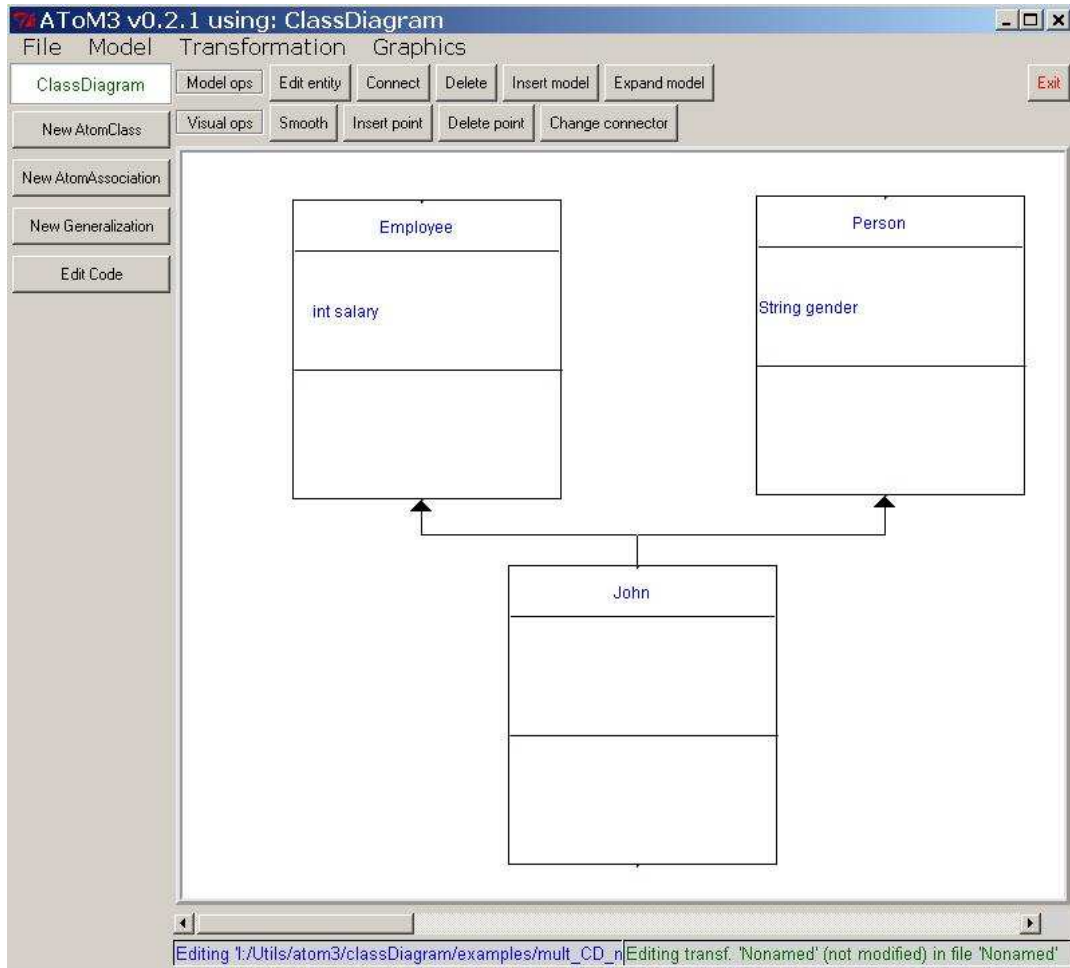 AToM3 v0.2.1 using: ClassDiagram
File Model Transformation Graphics
ClassDiagram
Model ops Edit entity Connect Delete Insert model Expand model Exit
New AtomClass
Visual ops Smooth Insert point Delete point Change connector
New AtomAssociation
New Generalization
Edit Code
Employee
int salary
Person
String gender
John
Editing 'I:/Utils/atom3/classDiagram/examples/mult_CD_n
Editing transf. 'Nonamed' (not modified) in file 'Nonamed'